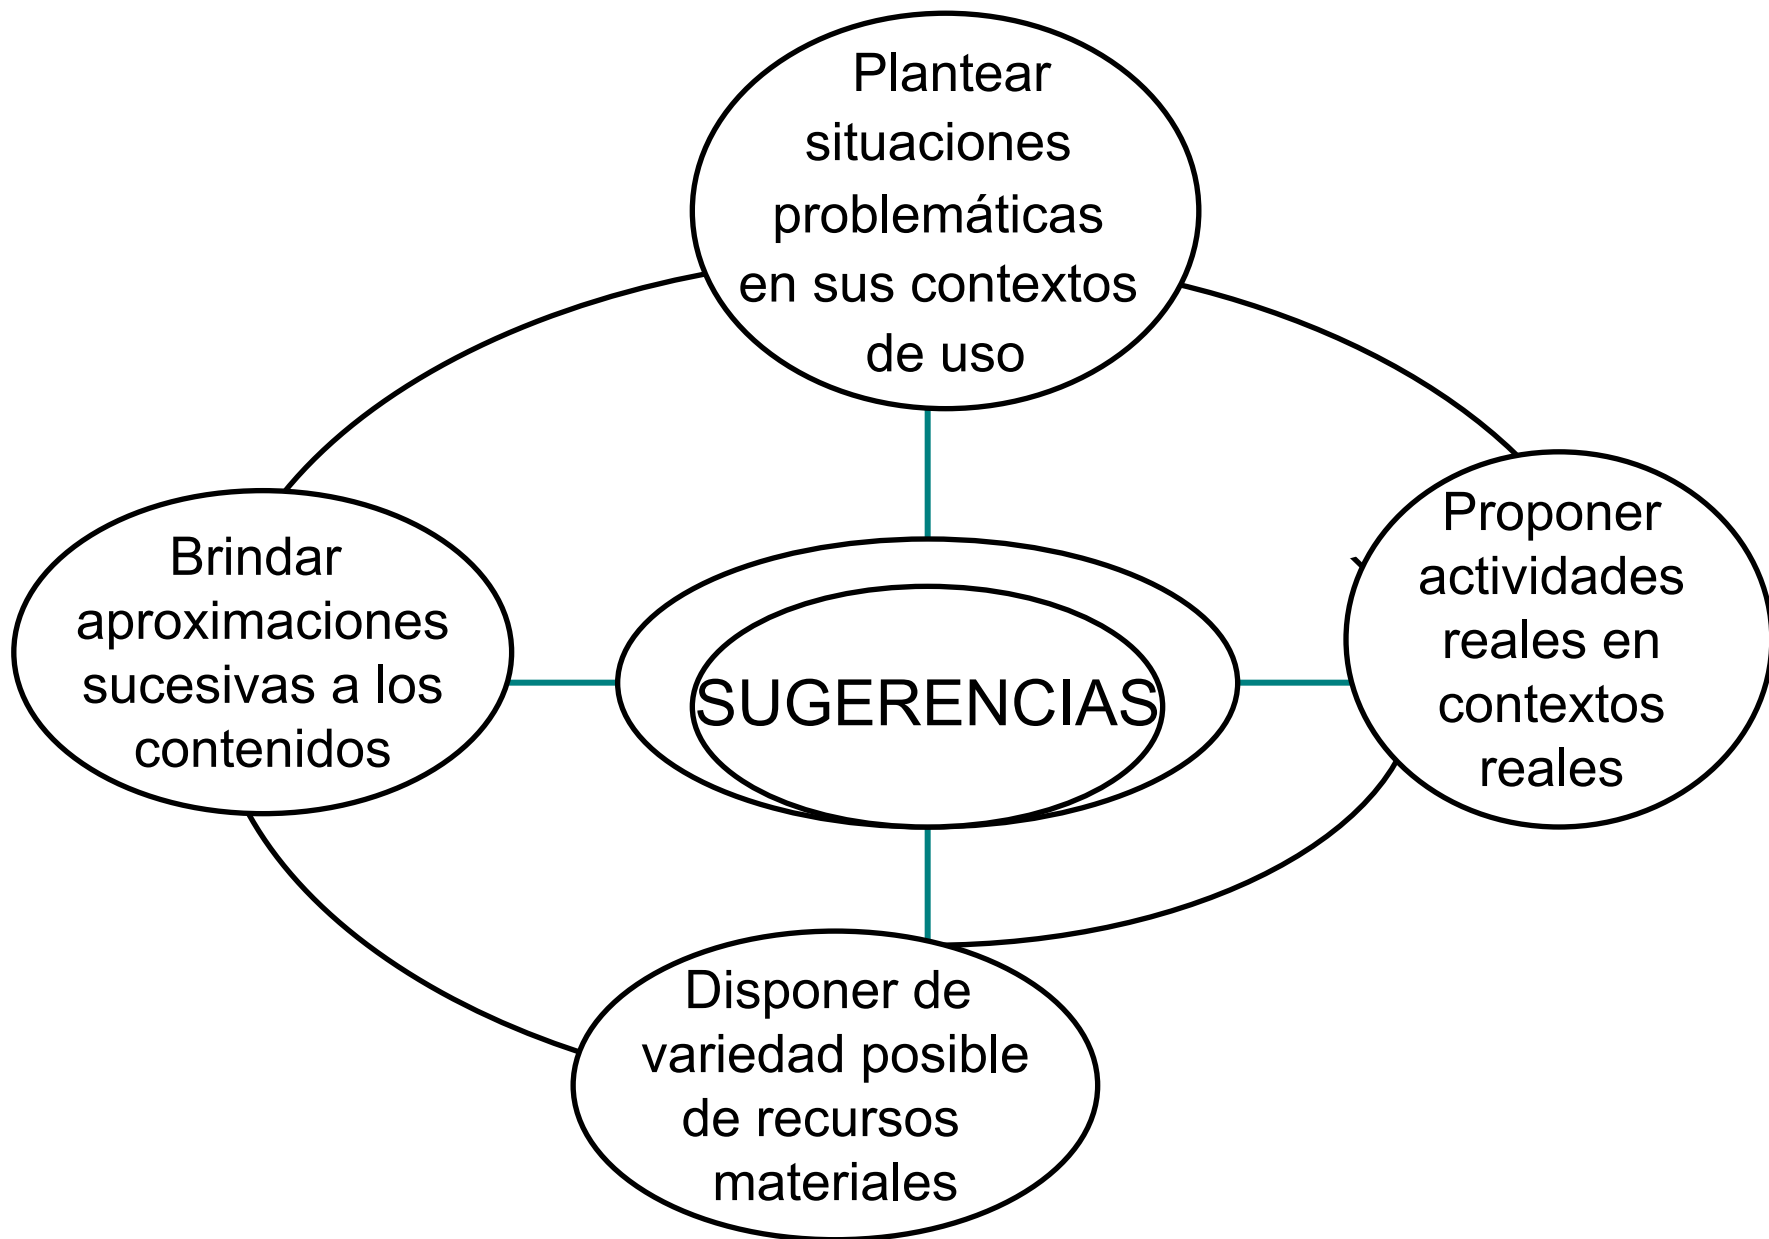 Plantear
situaciones
problemáticas
en sus contextos
de uso
Brindar
aproximaciones
sucesivas a los
contenidos
SUGERENCIAS
Proponer
actividades
reales en
contextos
reales
Disponer de
variedad posible
de recursos
materiales